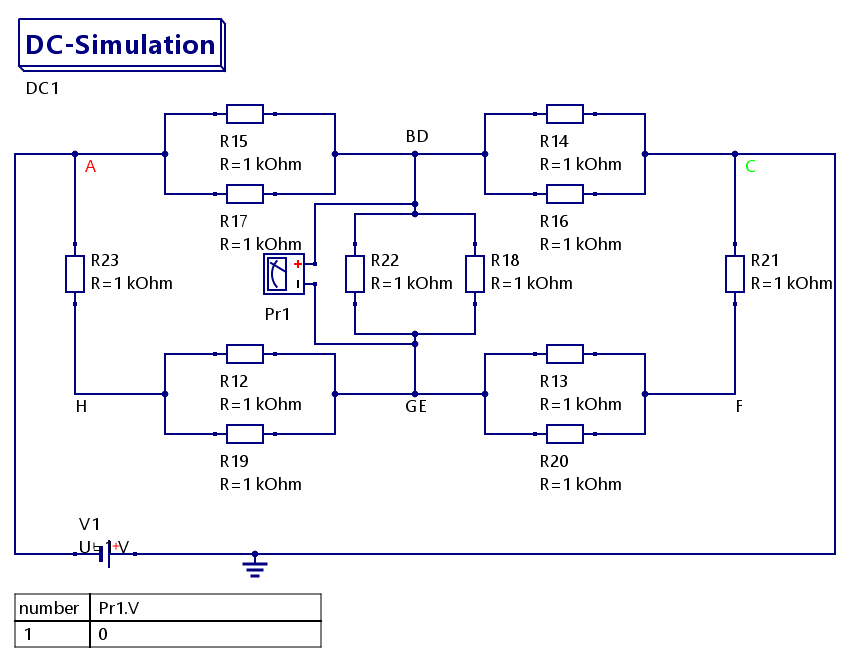 DC-Simulation
DC1
R15
R=1 kOhm
BD
R14
R=1 kOhm
A
C
R17
R=1 kOhm
R16
R=1 kOhm
R23
R=1 kOhm
Pr1
R22
R=1 kOhm
R18
R=1 kOhm
R21
R=1 kOhm
R12
R=1 kOhm
R13
R=1 kOhm
H
GE
F
R19
R=1 kOhm
R20
R=1 kOhm
V1
U=1 V
number Pr1.V
1 0